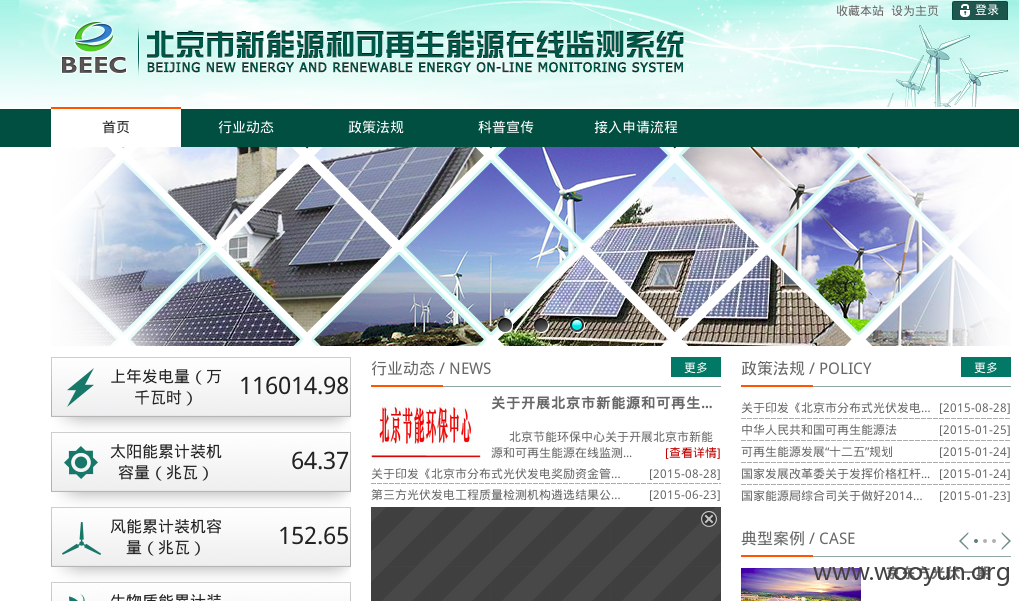 收藏本站 设为主页 登录
BEEC
北京市新能源和可再生能源在线监测系统
BEIJING NEW ENERGY AND RENEWABLE ENERGY ON-LINE MONITORING SYSTEM
首页 行业动态 政策法规 科普宣传 接入申请流程
上年发电量（万
千瓦时）
116014.98
太阳能累计装机
容量（兆瓦）
64.37
风能累计装机容
量（兆瓦）
152.65
生物质能累计装
行业动态 / NEWS 更多
北京节能环保中心
关于开展北京市新能源和可再生...
北京节能环保中心关于开展北京市新能
源和可再生能源在线监测... [查看详情]
关于印发《北京市分布式光伏发电奖励资金管... [2015-08-28]
第三方光伏发电工程质量检测机构遴选结果公... [2015-06-23]
政策法规 / POLICY 更多
关于印发《北京市分布式光伏发电... [2015-08-28]
中华人民共和国可再生能源法 [2015-01-25]
可再生能源发展“十二五”规划 [2015-01-24]
国家发展改革委关于发挥价格杠杆... [2015-01-24]
国家能源局综合司关于做好2014... [2015-01-23]
典型案例 / CASE
www.wooyun.org